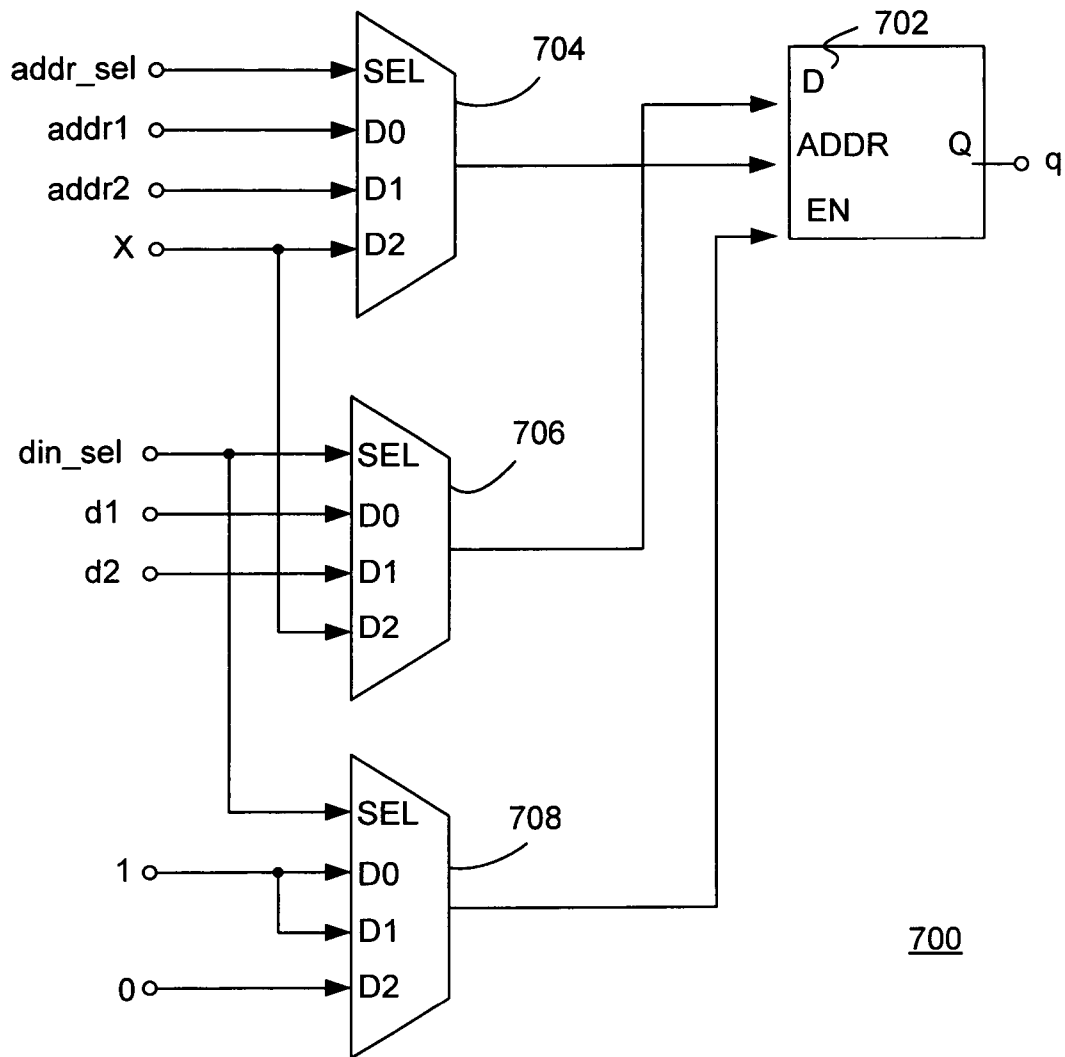 702
704
addr_sel
SEL
D
addr1
D0
ADDR
Q
q
addr2
D1
EN
X
D2
706
din_sel
SEL
d1
D0
d2
D1
D2
SEL
708
1
D0
D1
700
0
D2